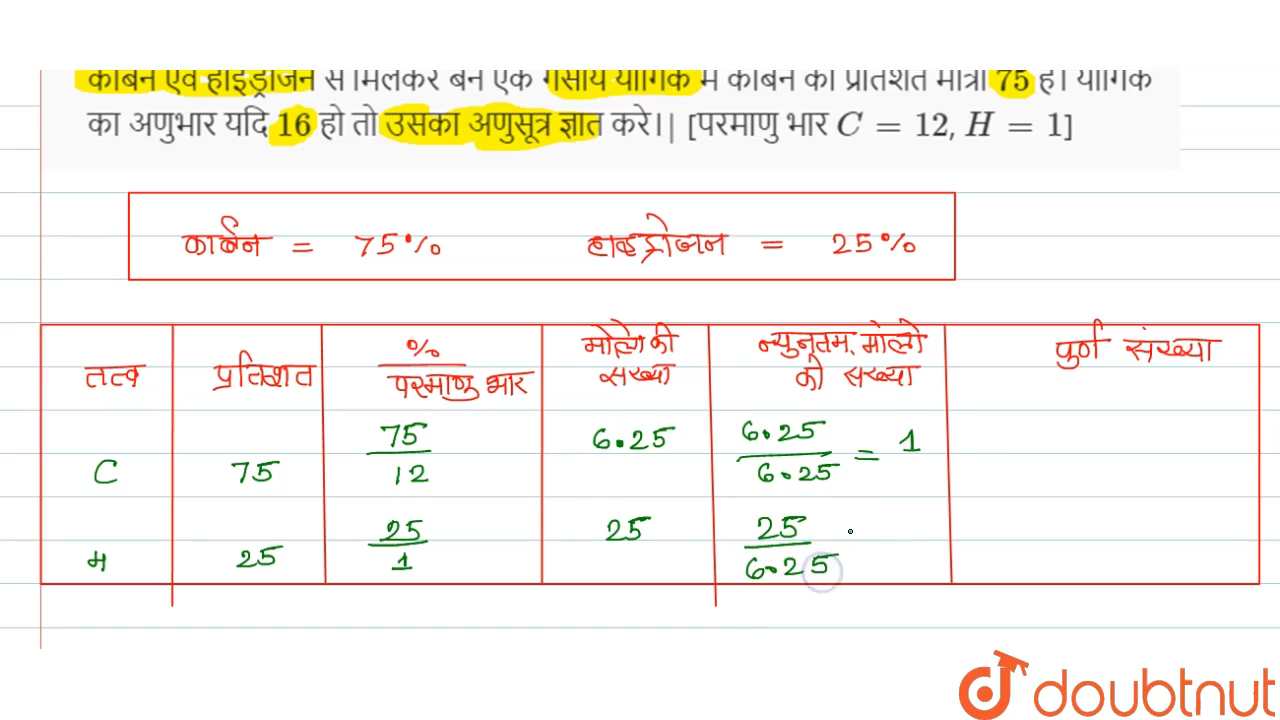 कार्बन एवं हाइड्रोजन से मिलकर बने एक गैसीय यौगिक में कार्बन की प्रतिशत मात्रा 75 है। यौगिक
का अणुभार यदि 16 हो तो उसका अणुसूत्र ज्ञात करे।| [परमाणु भार C = 12, H = 1]
कार्बन = 75% हाइड्रोजन = 25%
तत्व प्रतिशत %/परमाणु भार मोलो की संख्या न्युनूतम मोलो की संख्या पुर्ण संख्या
C 75 75/12 6.25 6.25/6.25 = 1
H 25 25/1 25 25/6.25
doubtnut